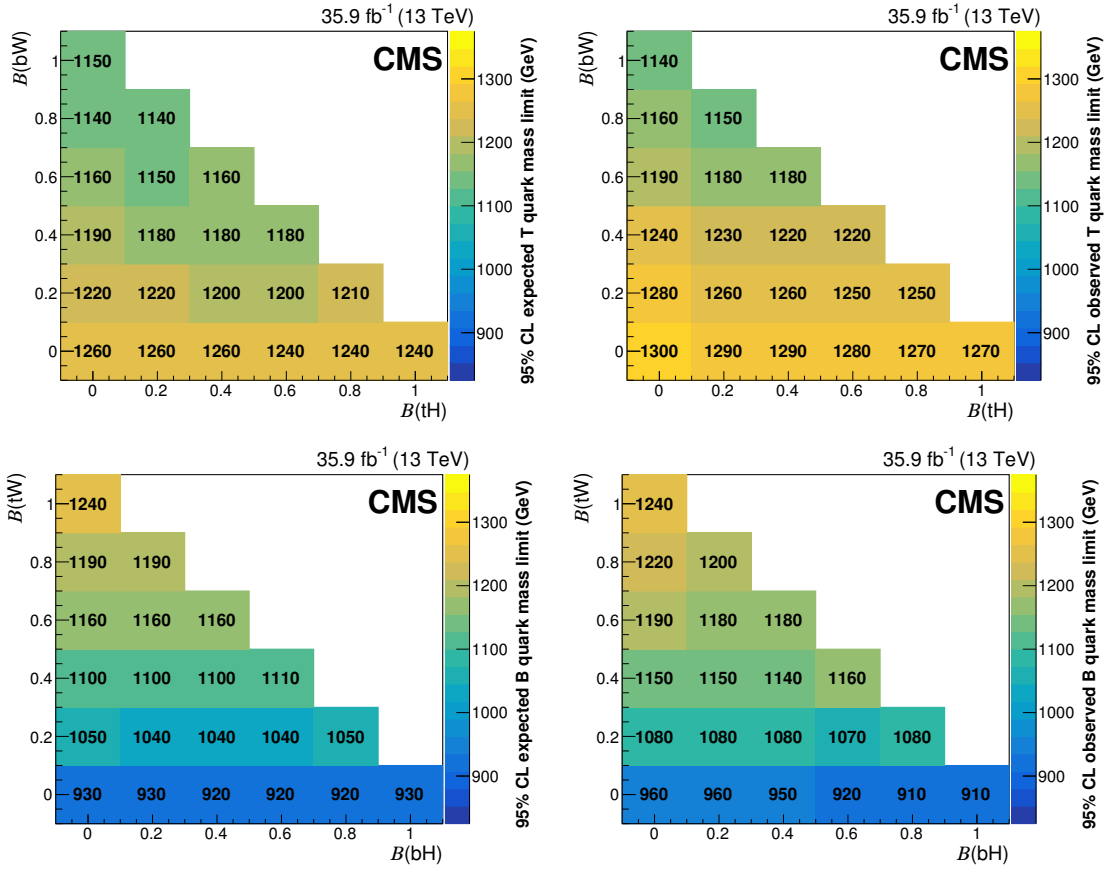 35.9 fb⁻¹ (13 TeV)
CMS
B(bW)
1 1150
0.8 1140 1140
0.6 1160 1150 1160
0.4 1190 1180 1180 1180
0.2 1220 1220 1200 1200 1210
0 1260 1260 1260 1240 1240 1240
0 0.2 0.4 0.6 0.8 1
B(tH)
1300
1200
1100
1000
900
95% CL expected T quark mass limit (GeV)
35.9 fb⁻¹ (13 TeV)
CMS
B(bW)
1 1140
0.8 1160 1150
0.6 1190 1180 1180
0.4 1240 1230 1220 1220
0.2 1280 1260 1260 1250 1250
0 1300 1290 1290 1280 1270 1270
0 0.2 0.4 0.6 0.8 1
B(tH)
1300
1200
1100
1000
900
95% CL observed T quark mass limit (GeV)
35.9 fb⁻¹ (13 TeV)
CMS
B(tW)
1 1240
0.8 1190 1190
0.6 1160 1160 1160
0.4 1100 1100 1100 1110
0.2 1050 1040 1040 1040 1050
0 930 930 920 920 920 930
0 0.2 0.4 0.6 0.8 1
B(bH)
1300
1200
1100
1000
900
95% CL expected B quark mass limit (GeV)
35.9 fb⁻¹ (13 TeV)
CMS
B(tW)
1 1240
0.8 1220 1200
0.6 1190 1180 1180
0.4 1150 1150 1140 1160
0.2 1080 1080 1080 1070 1080
0 960 960 950 920 910 910
0 0.2 0.4 0.6 0.8 1
B(bH)
1300
1200
1100
1000
900
95% CL observed B quark mass limit (GeV)